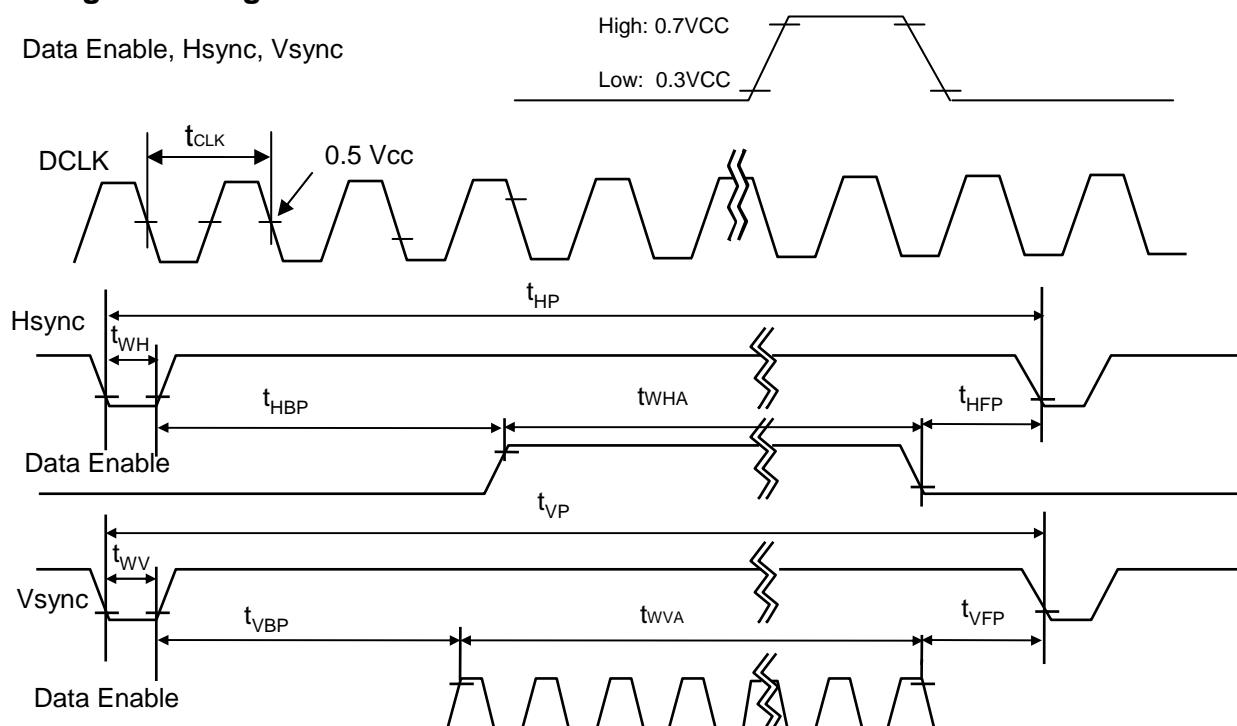 Data Enable, Hsync, Vsync
High: 0.7VCC
Low: 0.3VCC
tCLK
DCLK
0.5 Vcc
tHP
Hsync
tWH
tHBP
tWHA
tHFP
Data Enable
tVP
tWV
Vsync
tVBP
tWVA
tVFP
Data Enable